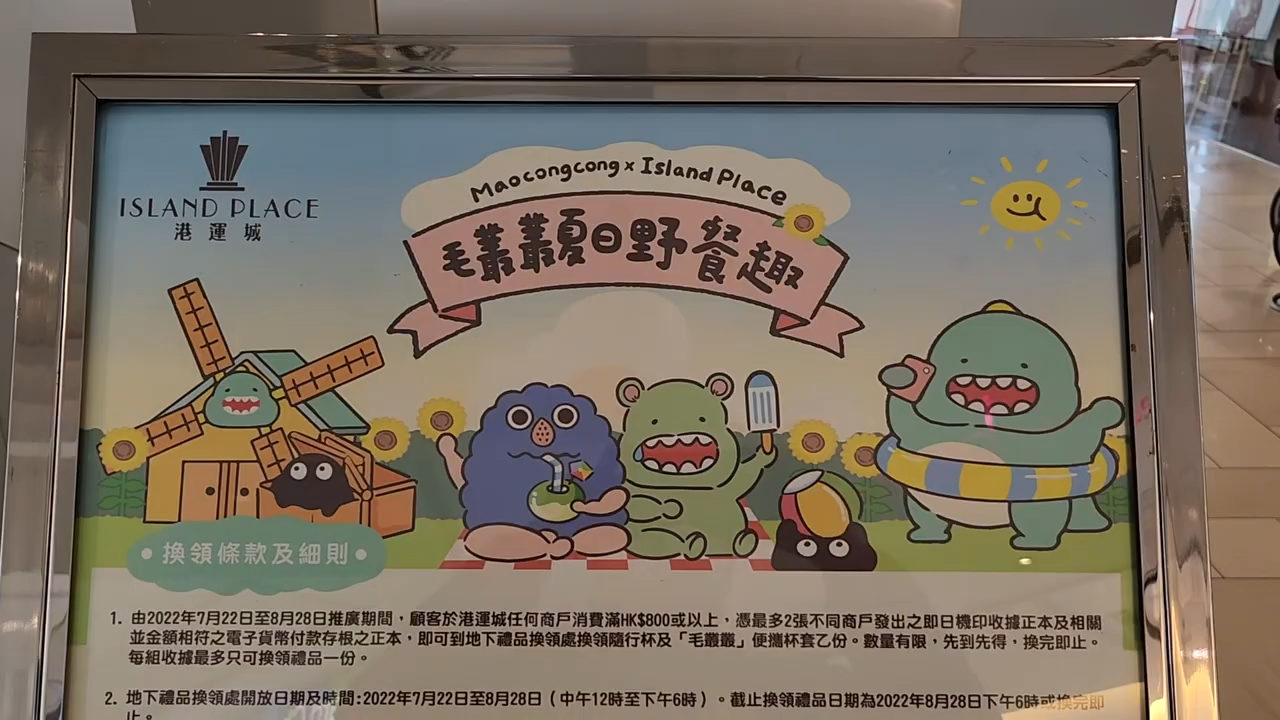 ISLAND PLACE
港運城
Maocongcong x Island Place
毛叢叢夏日野餐趣
• 換領條款及細則 •
1. 由2022年7月22日至8月28日推廣期間，顧客於港運城任何商戶消費滿HK$800或以上，憑最多2張不同商戶發出之即日機印收據正本及相關
並金額相符之電子貨幣付款存根之正本，即可到地下禮品換領處換領隨行杯及「毛叢叢」便攜杯套乙份。數量有限，先到先得，換完即止。
每組收據最多只可換領禮品一份。
2. 地下禮品換領處開放日期及時間:2022年7月22日至8月28日（中午12時至下午6時）。截止換領禮品日期為2022年8月28日下午6時或換完即
止。